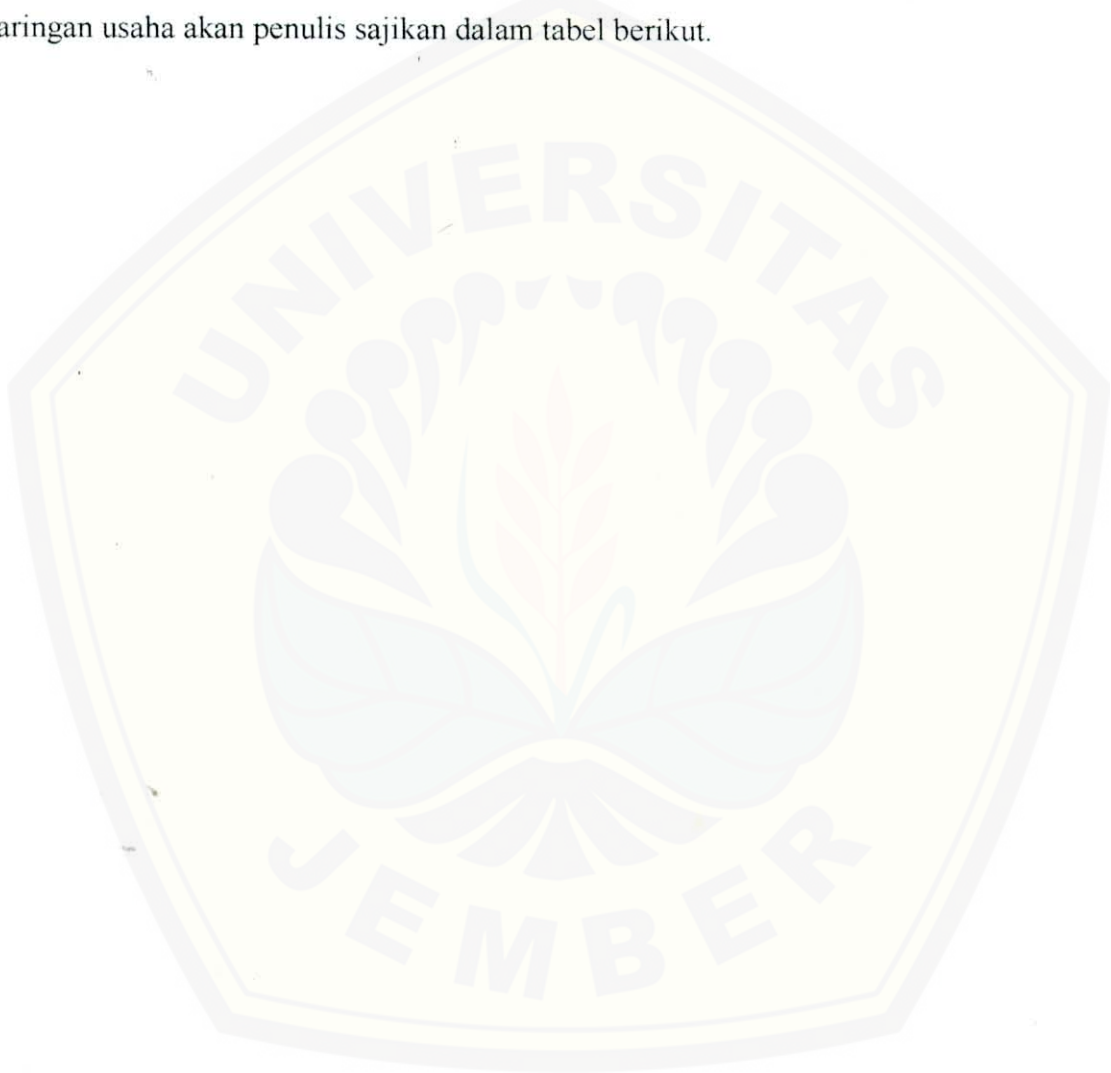 aringan usaha akan penulis sajikan dalam tabel berikut.
UNIVERSITAS
JEMBER